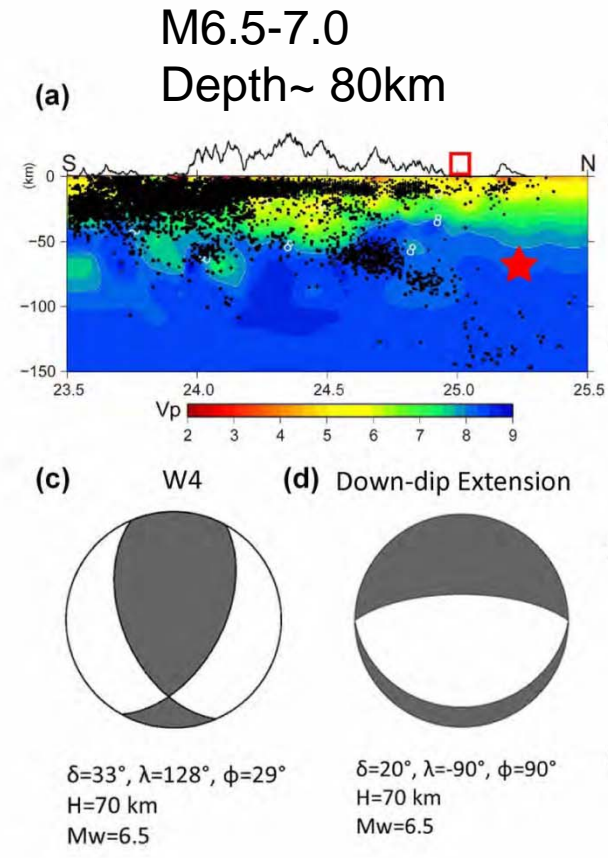 M6.5-7.0
Depth~ 80km
(a)
S N
(km)
0
−50
−100
−150
8
8
8
23.5 24.0 24.5 25.0 25.5
Vp
2 3 4 5 6 7 8 9
(c) W4 (d) Down-dip Extension
δ=33°, λ=128°, ϕ=29°
H=70 km
Mw=6.5
δ=20°, λ=-90°, ϕ=90°
H=70 km
Mw=6.5